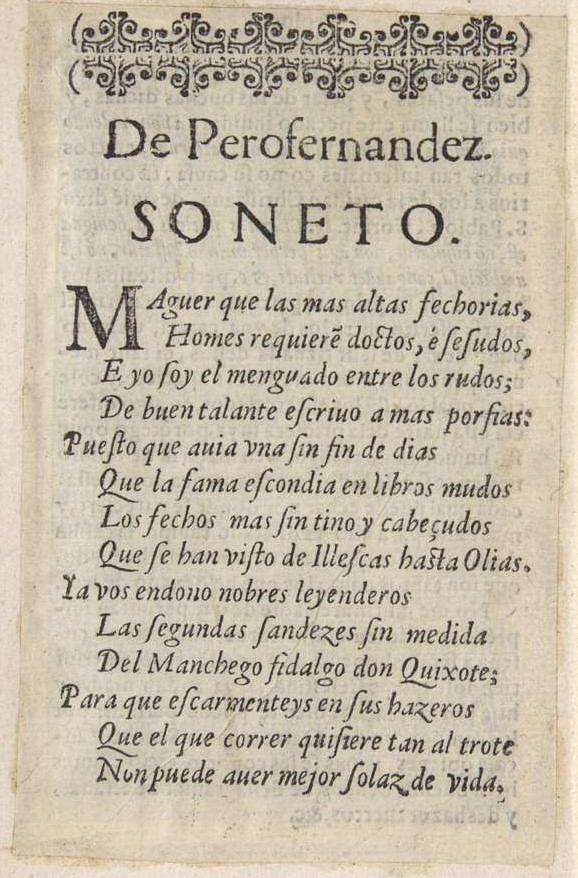 De Perofernandez.
SONETO.
MAguer que las mas altas fechorias,
Homes requierẽ doctos, é ſeſudos,
E yo ſoy el menguado entre los rudos;
De buen talante eſcriuo a mas porfias:
Pueſto que auia vna ſin fin de dias
Que la fama eſcondia en libros mudos
Los fechos mas ſin tino y cabeçudos
Que ſe han viſto de Illeſcas haſta Olias.
Ya vos endono nobres leyenderos
Las ſegundas ſandezes ſin medida
Del Manchego fidalgo don Quixote;
Para que eſcarmenteys en ſus hazeros
Que el que correr quiſiere tan al trote
Non puede auer mejor ſolaz de vida.